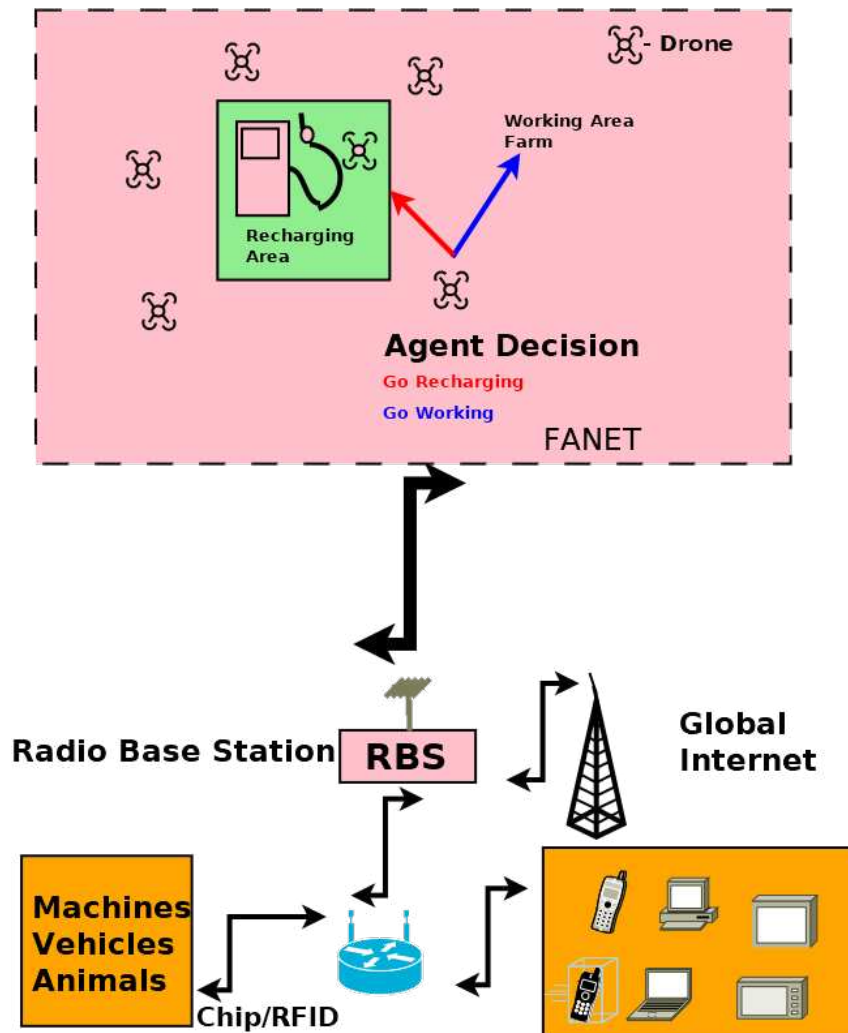 - Drone
Working Area
Farm
Recharging
Area
Agent Decision
Go Recharging
Go Working
FANET
Radio Base Station
RBS
Global
Internet
Machines
Vehicles
Animals
Chip/RFID